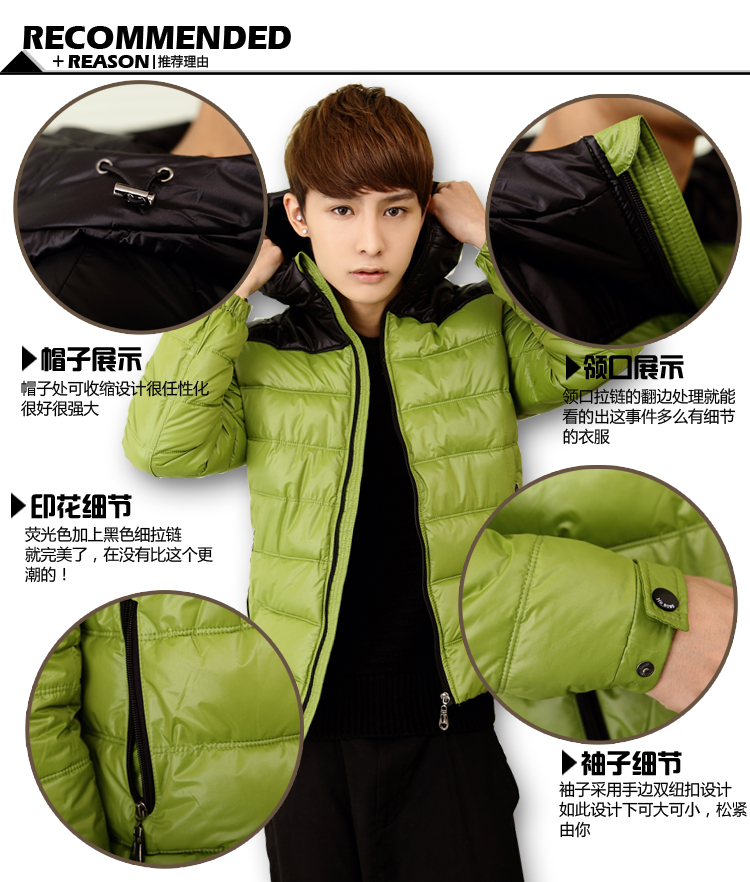 RECOMMENDED
+ REASON | 推荐理由
帽子展示
帽子处可收缩设计很任性化
很好很强大
领口展示
领口拉链的翻边处理就能
看的出这事件多么有细节
的衣服
印花细节
荧光色加上黑色细拉链
就完美了，在没有比这个更
潮的！
袖子细节
袖子采用手边双纽扣设计
如此设计下可大可小，松紧
由你